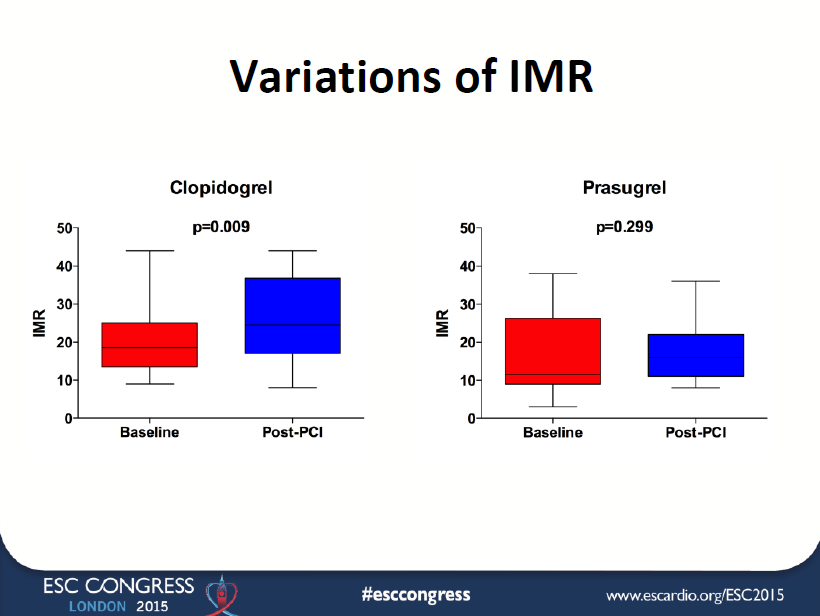 Variations of IMR
Clopidogrel
p=0.009
50
40
30
20
10
0
IMR
Baseline
Post-PCI
Prasugrel
p=0.299
50
40
30
20
10
0
IMR
Baseline
Post-PCI
ESC CONGRESS
LONDON 2015
#esccongress
www.escardio.org/ESC2015